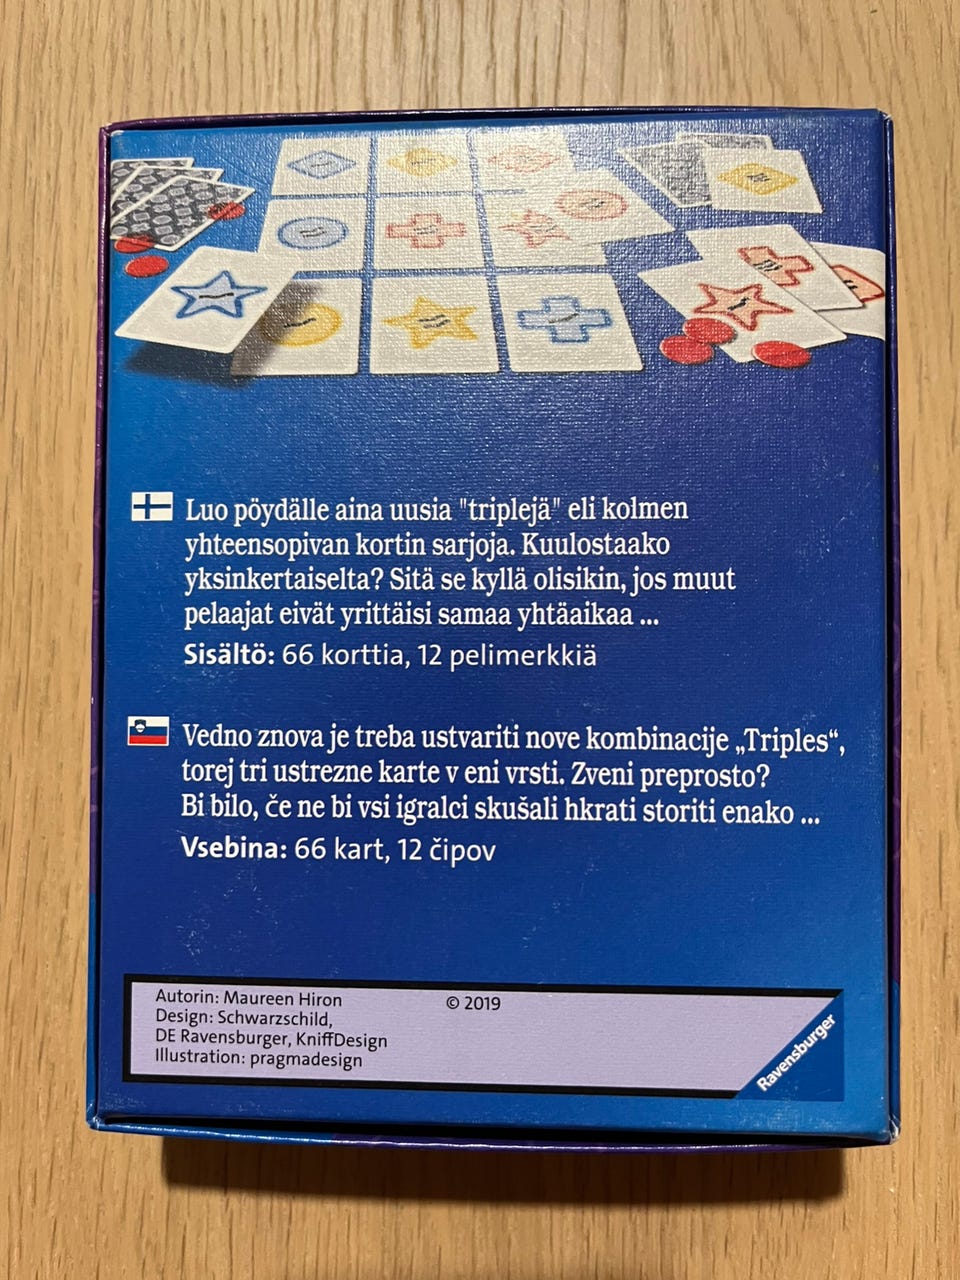 Luo pöydälle aina uusia "triplejä" eli kolmen
yhteensopivan kortin sarjoja. Kuulostaako
yksinkertaiselta? Sitä se kyllä olisikin, jos muut
pelaajat eivät yrittäisi samaa yhtäaikaa ...
Sisältö: 66 korttia, 12 pelimerkkiä
Vedno znova je treba ustvariti nove kombinacije „Triples“,
torej tri ustrezne karte v eni vrsti. Zveni preprosto?
Bi bilo, če ne bi vsi igralci skušali hkrati storiti enako ...
Vsebina: 66 kart, 12 čipov
Autorin: Maureen Hiron
Design: Schwarzschild,
DE Ravensburger, KniffDesign
Illustration: pragmadesign
© 2019
Ravensburger